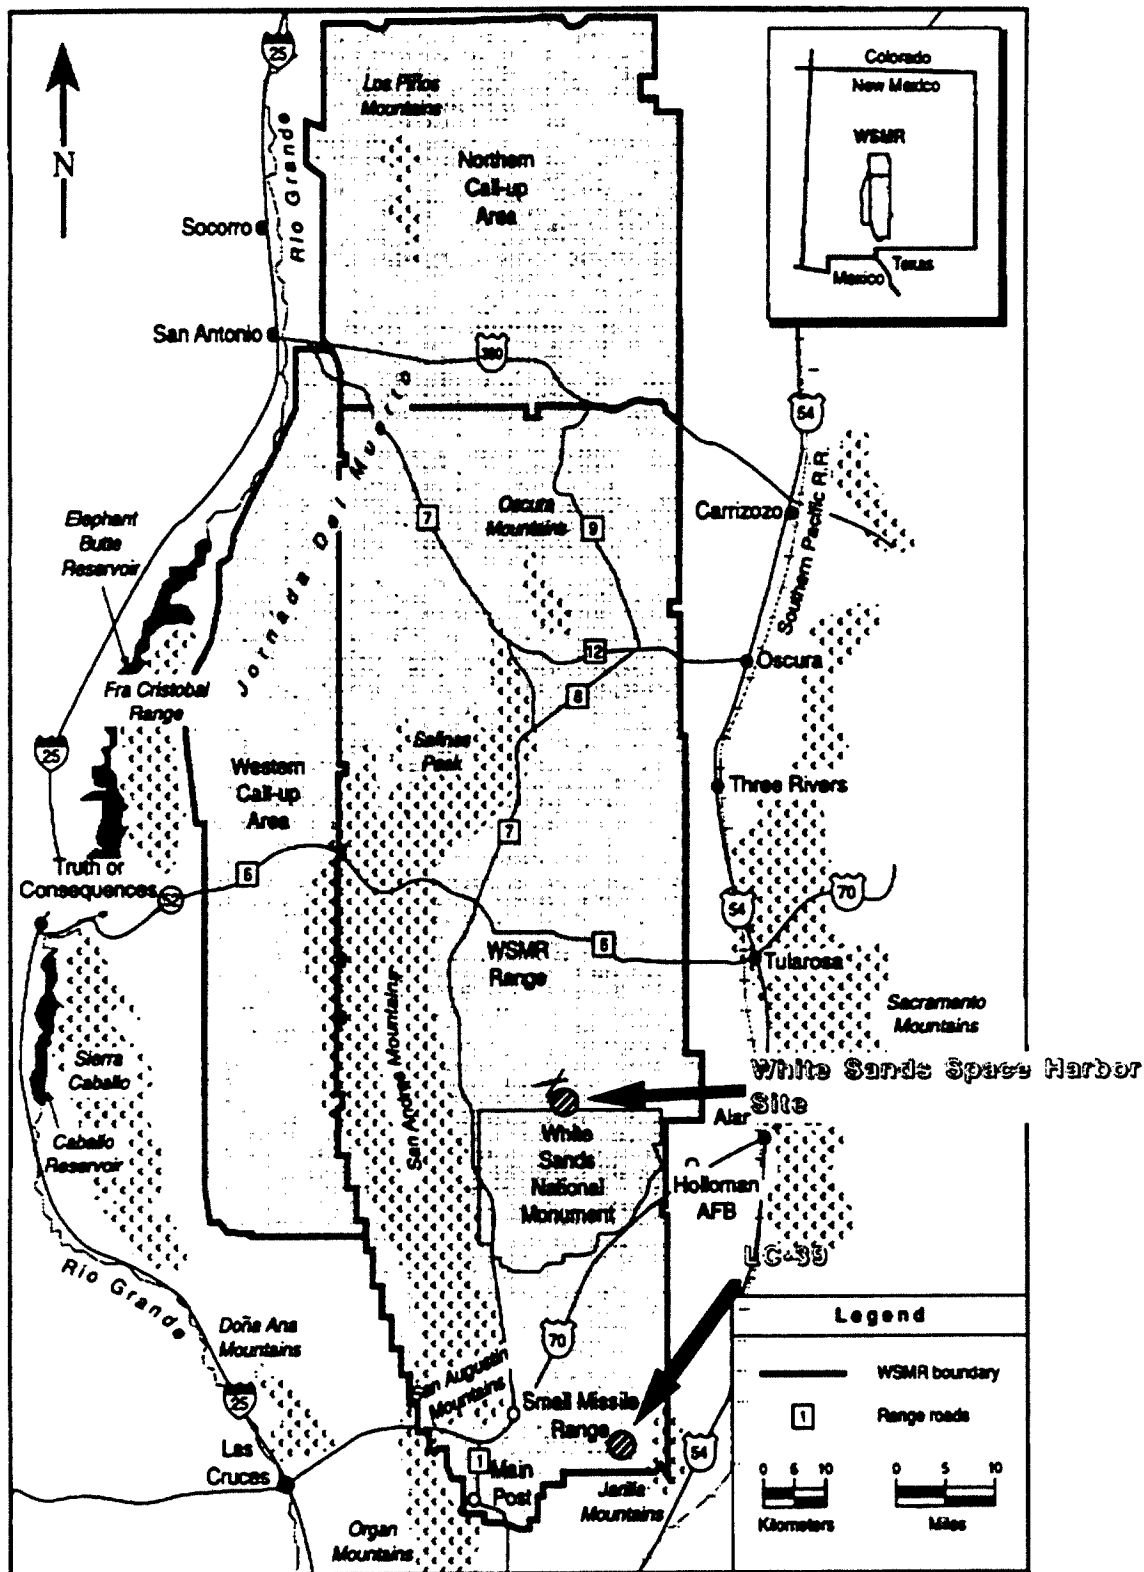 N
25
Los Piños
Mountains
Rio Grande
Northern
Call-up
Area
Socorro
San Antonio
380
Colorado
New Mexico
WSMR
Texas
Mexico
54
Southern Pacific R.R.
Carrizozo
Jornada Del Muerto
Elephant
Butte
Reservoir
7
Oscura
Mountains
9
12
Oscura
8
Fra Cristobal
Range
25
Salinas
Peak
Western
Call-up
Area
Three Rivers
7
Truth or
Consequences
52
6
54
70
WSMR
Range
6
Tularosa
Sacramento
Mountains
San Andres Mountains
Sierra
Caballo
White Sands Space Harbor
Site
Caballo
Reservoir
White
Sands
National
Monument
Holloman
AFB
LC-33
Rio Grande
Doña Ana
Mountains
70
25
San Augustin
Mountains
Small Missile
Range
54
Las
Cruces
1
Main
Post
Jarilla
Mountains
Organ
Mountains
Legend
WSMR boundary
1
Range roads
0 5 10
Kilometers
0 5 10
Miles